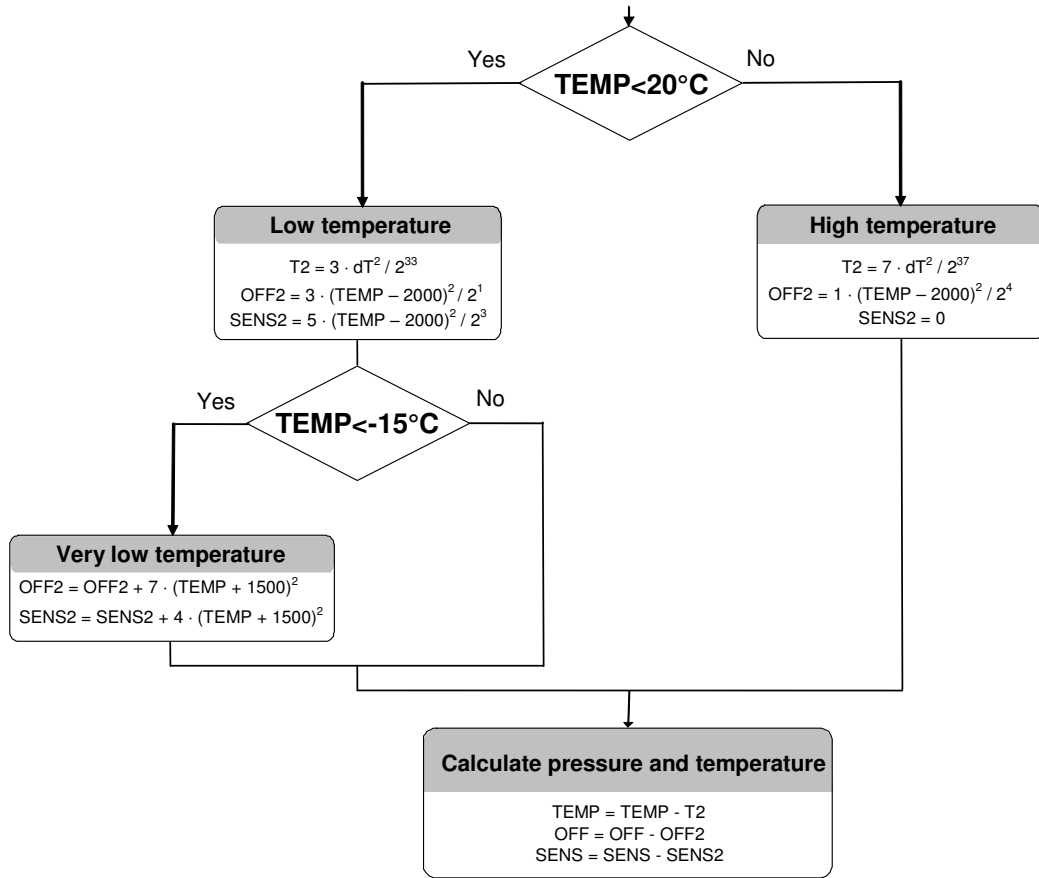 TEMP<20°C
Yes
No
Low temperature
T2 = 3 · dT² / 2³³
OFF2 = 3 · (TEMP – 2000)² / 2¹
SENS2 = 5 · (TEMP – 2000)² / 2³
High temperature
T2 = 7 · dT² / 2³⁷
OFF2 = 1 · (TEMP – 2000)² / 2⁴
SENS2 = 0
TEMP<-15°C
Yes
No
Very low temperature
OFF2 = OFF2 + 7 · (TEMP + 1500)²
SENS2 = SENS2 + 4 · (TEMP + 1500)²
Calculate pressure and temperature
TEMP = TEMP - T2
OFF = OFF - OFF2
SENS = SENS - SENS2